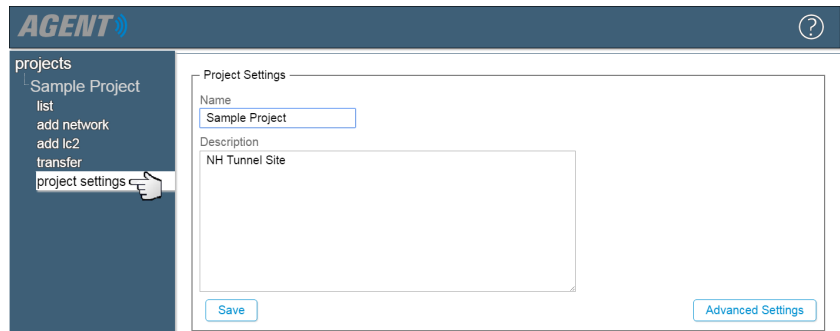 AGENT
?
projects
Sample Project
list
add network
add lc2
transfer
project settings
Project Settings
Name
Sample Project
Description
NH Tunnel Site
Save
Advanced Settings